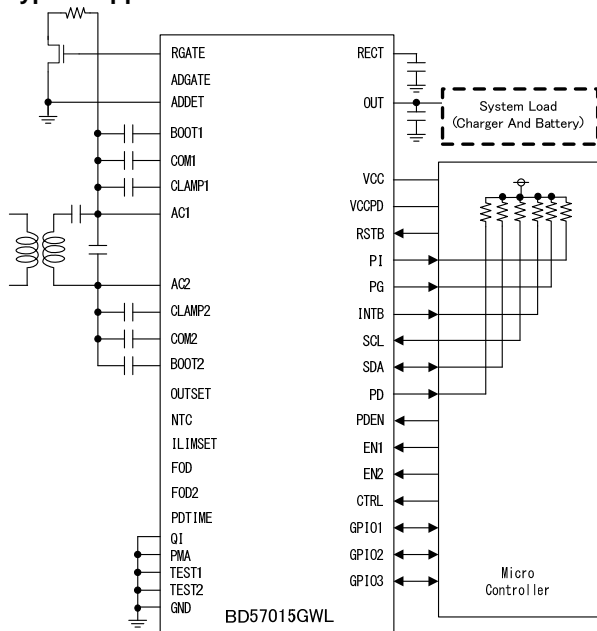 RGATE
ADGATE
ADDET
BOOT1
COM1
CLAMP1
AC1
AC2
CLAMP2
COM2
BOOT2
OUTSET
NTC
ILIMSET
FOD
FOD2
PDTIME
QI
PMA
TEST1
TEST2
GND
BD57015GWL
RECT
OUT
VCC
VCCPD
RSTB
PI
PG
INTB
SCL
SDA
PD
PDEN
EN1
EN2
CTRL
GPIO1
GPIO2
GPIO3
System Load
(Charger And Battery)
Micro
Controller